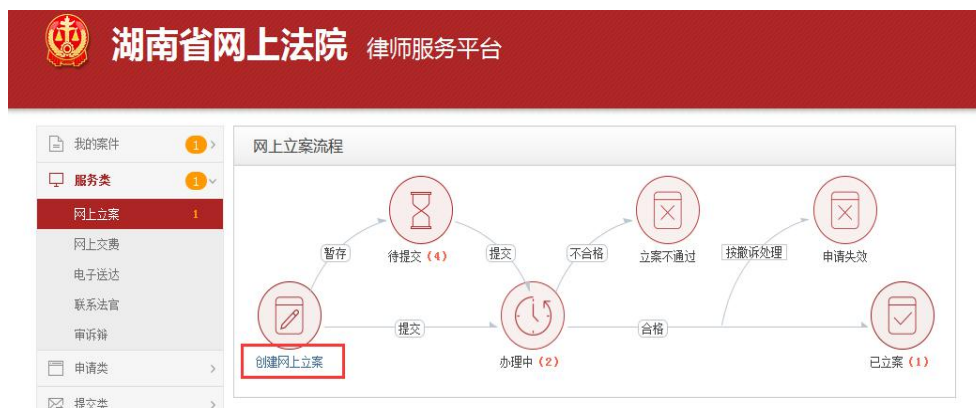 湖南省网上法院 律师服务平台
我的案件 1
服务类 1
网上立案 1
网上交费
电子送达
联系法官
审诉辩
申请类
提交类
网上立案流程
暂存
待提交（4）
提交
不合格
立案不通过
按撤诉处理
申请失效
创建网上立案
提交
办理中（2）
合格
已立案（1）